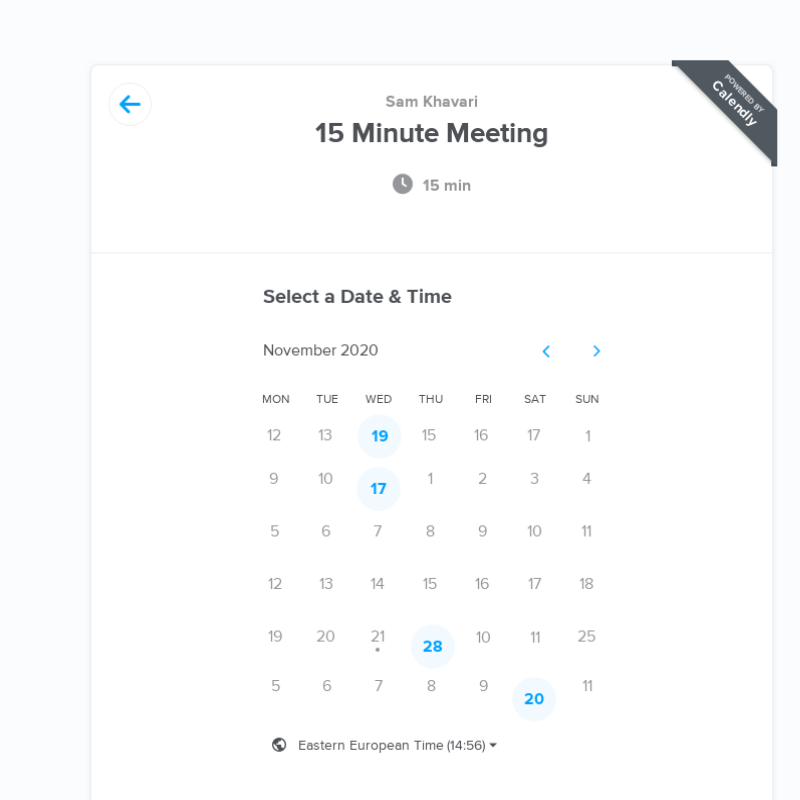 POWERED BY
Calendly
Sam Khavari
15 Minute Meeting
15 min
Select a Date & Time
November 2020
MON TUE WED THU FRI SAT SUN
12 13 19 15 16 17 1
9 10 17 1 2 3 4
5 6 7 8 9 10 11
12 13 14 15 16 17 18
19 20 21 28 10 11 25
5 6 7 8 9 20 11
Eastern European Time (14:56)